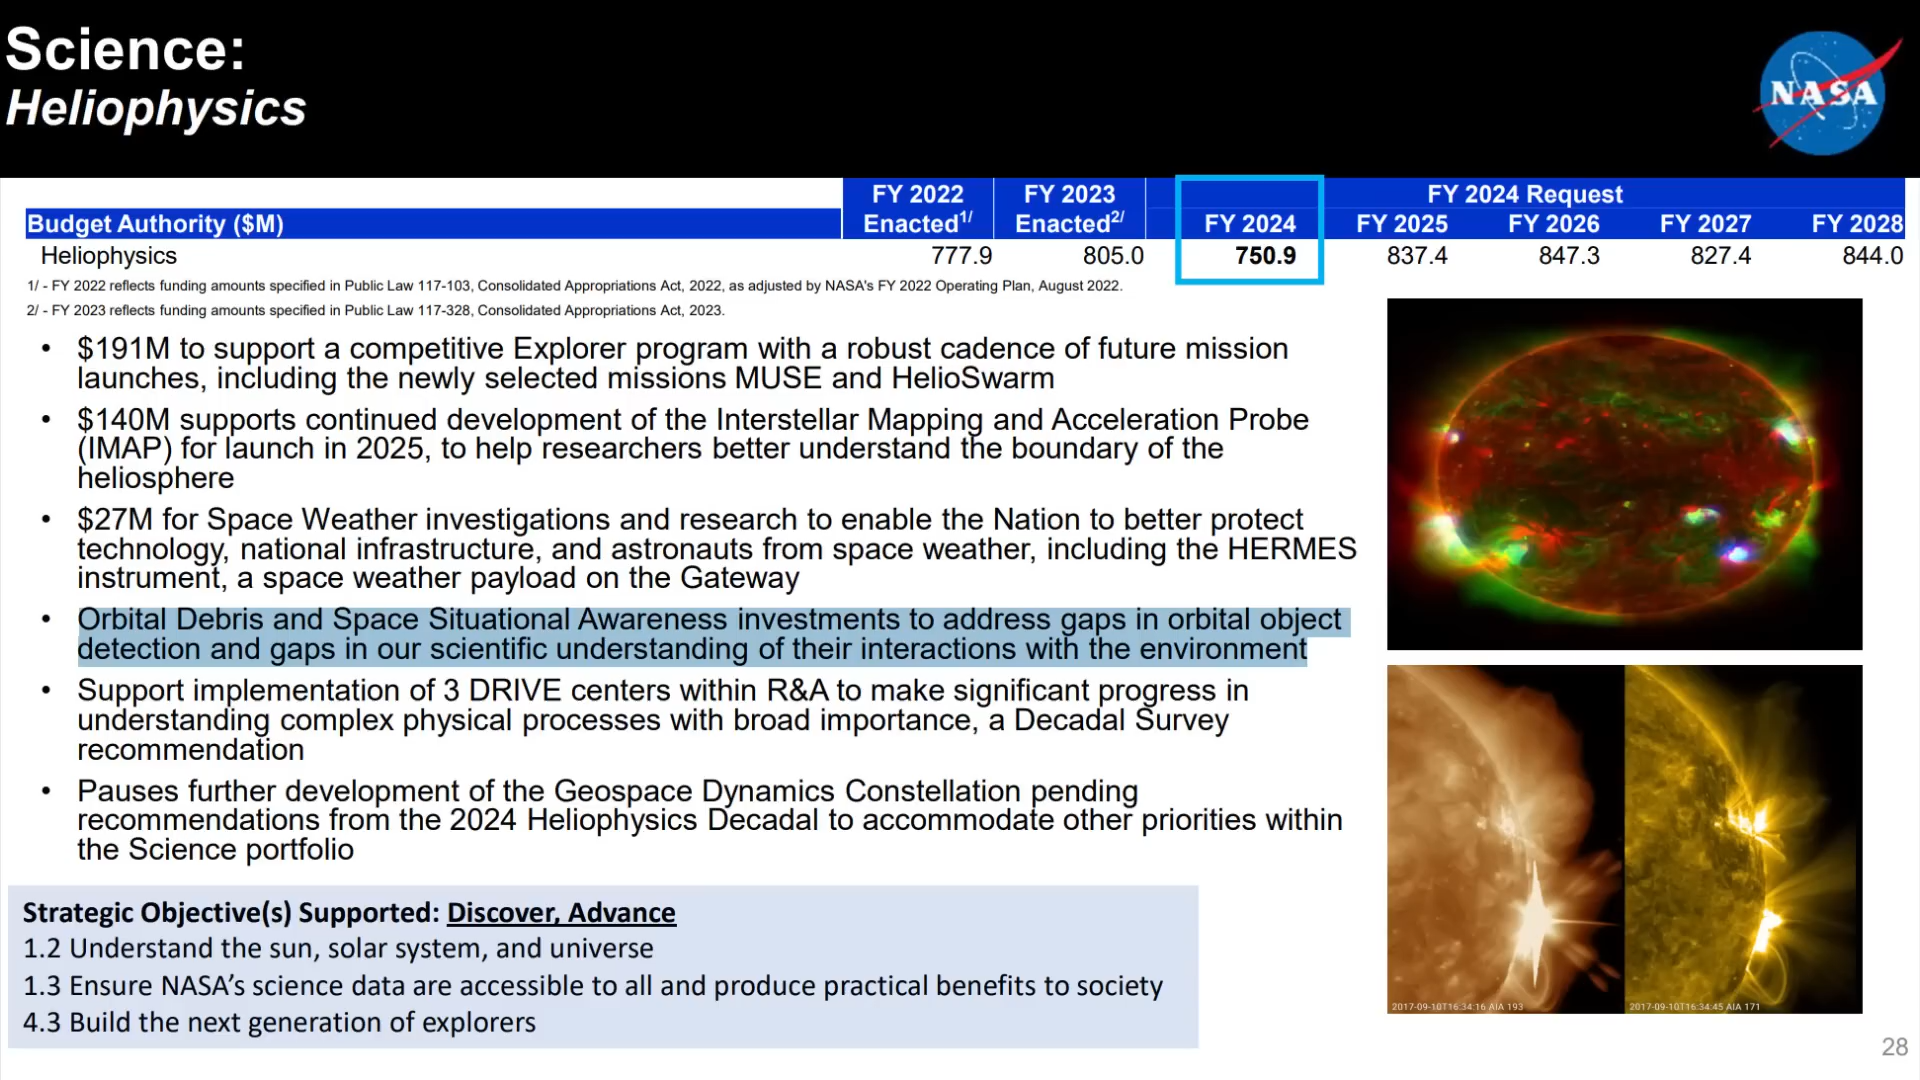 Science:
Heliophysics
NASA
FY 2022 FY 2023 FY 2024 Request
Budget Authority ($M) Enacted1/ Enacted2/ FY 2024 FY 2025 FY 2026 FY 2027 FY 2028
Heliophysics 777.9 805.0 750.9 837.4 847.3 827.4 844.0
1/ - FY 2022 reflects funding amounts specified in Public Law 117-103, Consolidated Appropriations Act, 2022, as adjusted by NASA's FY 2022 Operating Plan, August 2022.
2/ - FY 2023 reflects funding amounts specified in Public Law 117-328, Consolidated Appropriations Act, 2023.
• $191M to support a competitive Explorer program with a robust cadence of future mission
launches, including the newly selected missions MUSE and HelioSwarm
• $140M supports continued development of the Interstellar Mapping and Acceleration Probe
(IMAP) for launch in 2025, to help researchers better understand the boundary of the
heliosphere
• $27M for Space Weather investigations and research to enable the Nation to better protect
technology, national infrastructure, and astronauts from space weather, including the HERMES
instrument, a space weather payload on the Gateway
• Orbital Debris and Space Situational Awareness investments to address gaps in orbital object
detection and gaps in our scientific understanding of their interactions with the environment
• Support implementation of 3 DRIVE centers within R&A to make significant progress in
understanding complex physical processes with broad importance, a Decadal Survey
recommendation
• Pauses further development of the Geospace Dynamics Constellation pending
recommendations from the 2024 Heliophysics Decadal to accommodate other priorities within
the Science portfolio
Strategic Objective(s) Supported: Discover, Advance
1.2 Understand the sun, solar system, and universe
1.3 Ensure NASA’s science data are accessible to all and produce practical benefits to society
4.3 Build the next generation of explorers
2017-09-10T16:34:16 AIA 193
2017-09-10T16:34:45 AIA 171
28